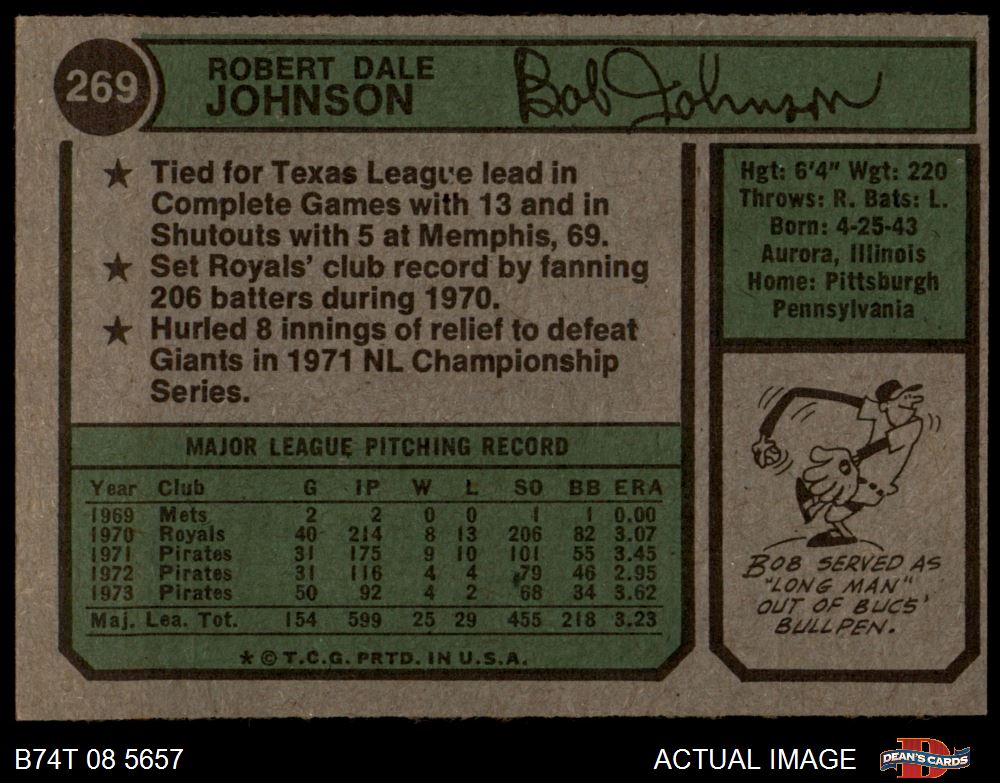 269
ROBERT DALE
JOHNSON
Bob Johnson
★ Tied for Texas League lead in
Complete Games with 13 and in
Shutouts with 5 at Memphis, 69.
★ Set Royals' club record by fanning
206 batters during 1970.
★ Hurled 8 innings of relief to defeat
Giants in 1971 NL Championship
Series.
Hgt: 6'4" Wgt: 220
Throws: R. Bats: L.
Born: 4-25-43
Aurora, Illinois
Home: Pittsburgh
Pennsylvania
MAJOR LEAGUE PITCHING RECORD
Year Club G IP W L SO BB ERA
1969 Mets 2 2 0 0 1 1 0.00
1970 Royals 40 214 8 13 206 82 3.07
1971 Pirates 31 175 9 10 101 55 3.45
1972 Pirates 31 116 4 4 79 46 2.95
1973 Pirates 50 92 4 2 68 34 3.62
Maj. Lea. Tot. 154 599 25 29 455 218 3.23
* © T.C.G. PRTD. IN U.S.A.
BOB SERVED AS
"LONG MAN"
OUT OF BUCS'
BULLPEN.
B74T 08 5657
ACTUAL IMAGE
DEAN'S CARDS